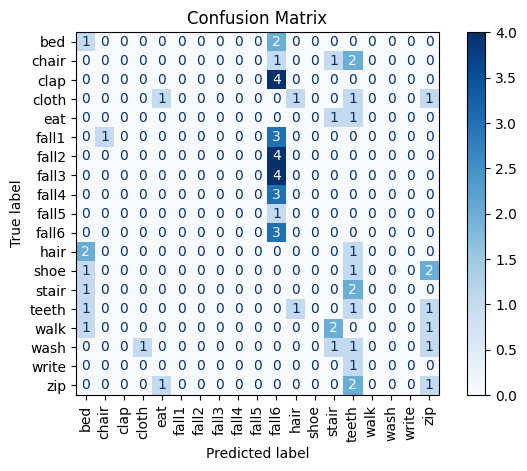 Confusion Matrix
bed 1 0 0 0 0 0 0 0 0 0 2 0 0 0 0 0 0 0 0
chair 0 0 0 0 0 0 0 0 0 0 1 0 0 1 2 0 0 0 0
clap 0 0 0 0 0 0 0 0 0 0 4 0 0 0 0 0 0 0 0
cloth 0 0 0 0 1 0 0 0 0 0 0 1 0 0 1 0 0 0 1
eat 0 0 0 0 0 0 0 0 0 0 0 0 0 1 1 0 0 0 0
fall1 0 1 0 0 0 0 0 0 0 0 3 0 0 0 0 0 0 0 0
fall2 0 0 0 0 0 0 0 0 0 0 4 0 0 0 0 0 0 0 0
fall3 0 0 0 0 0 0 0 0 0 0 4 0 0 0 0 0 0 0 0
fall4 0 0 0 0 0 0 0 0 0 0 3 0 0 0 0 0 0 0 0
fall5 0 0 0 0 0 0 0 0 0 0 1 0 0 0 0 0 0 0 0
fall6 0 0 0 0 0 0 0 0 0 0 3 0 0 0 0 0 0 0 0
hair 2 0 0 0 0 0 0 0 0 0 0 0 0 0 1 0 0 0 0
shoe 1 0 0 0 0 0 0 0 0 0 0 0 0 0 1 0 0 0 2
stair 1 0 0 0 0 0 0 0 0 0 0 0 0 0 2 0 0 0 0
teeth 1 0 0 0 0 0 0 0 0 0 0 1 0 0 1 0 0 0 1
walk 1 0 0 0 0 0 0 0 0 0 0 0 0 2 0 0 0 0 1
wash 0 0 0 1 0 0 0 0 0 0 0 0 0 1 1 0 0 0 1
write 0 0 0 0 0 0 0 0 0 0 0 0 0 0 1 0 0 0 0
zip 0 0 0 0 1 0 0 0 0 0 0 0 0 0 2 0 0 0 1
bed chair clap cloth eat fall1 fall2 fall3 fall4 fall5 fall6 hair shoe stair teeth walk wash write zip
Predicted label
True label
4.0
3.5
3.0
2.5
2.0
1.5
1.0
0.5
0.0